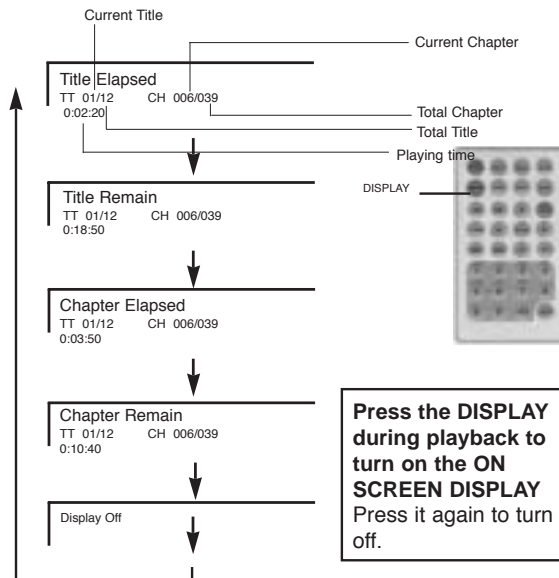 Current Title
Current Chapter
Title Elapsed
TT 01/12 CH 006/039
0:02:20
Total Chapter
Total Title
Playing time
DISPLAY
Title Remain
TT 01/12 CH 006/039
0:18:50
Chapter Elapsed
TT 01/12 CH 006/039
0:03:50
Chapter Remain
TT 01/12 CH 006/039
0:10:40
Display Off
Press the DISPLAY
during playback to
turn on the ON
SCREEN DISPLAY
Press it again to turn
off.